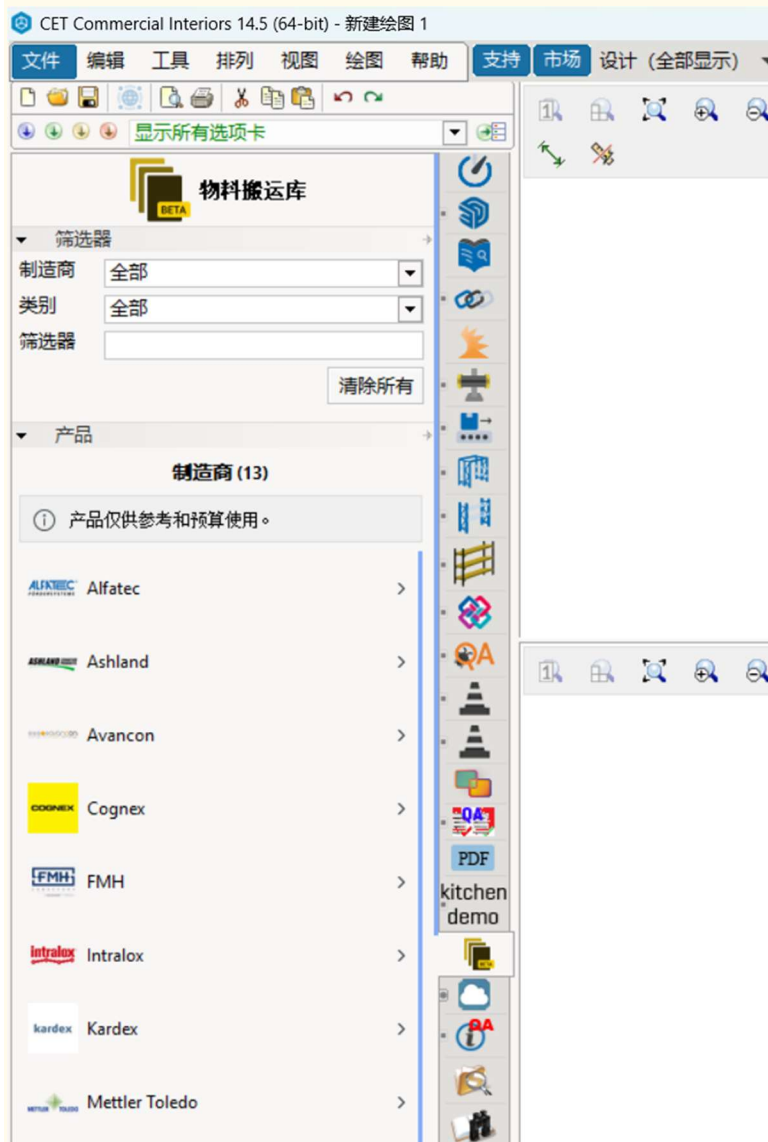 CET Commercial Interiors 14.5 (64-bit) - 新建绘图 1
文件 编辑 工具 排列 视图 绘图 帮助 支持 市场 设计（全部显示）
显示所有选项卡
物料搬运库
BETA
筛选器
制造商 全部
类别 全部
筛选器
清除所有
产品
制造商 (13)
产品仅供参考和预算使用。
Alfatec
ASHLAND Ashland
Avancon
COGNEX Cognex
FMH FMH
intralox Intralox
kardex Kardex
METTLER TOLEDO Mettler Toledo
QA
QA
PDF
kitchen
demo
QA